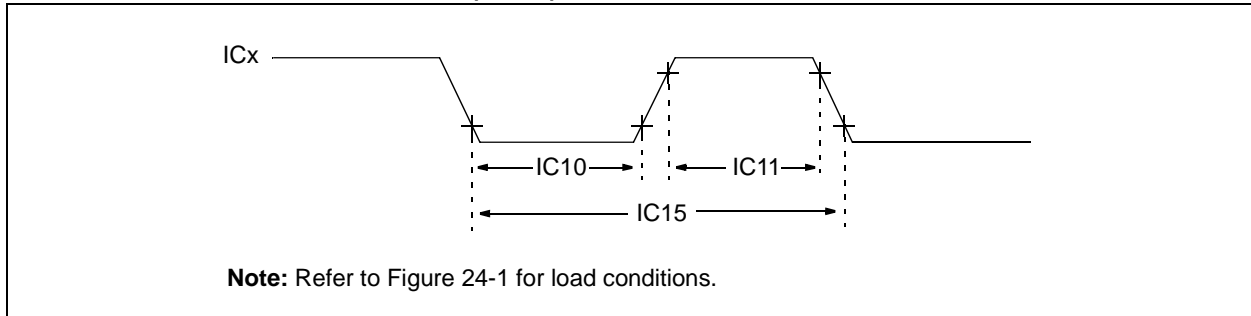 ICx
IC10
IC11
IC15
Note: Refer to Figure 24-1 for load conditions.